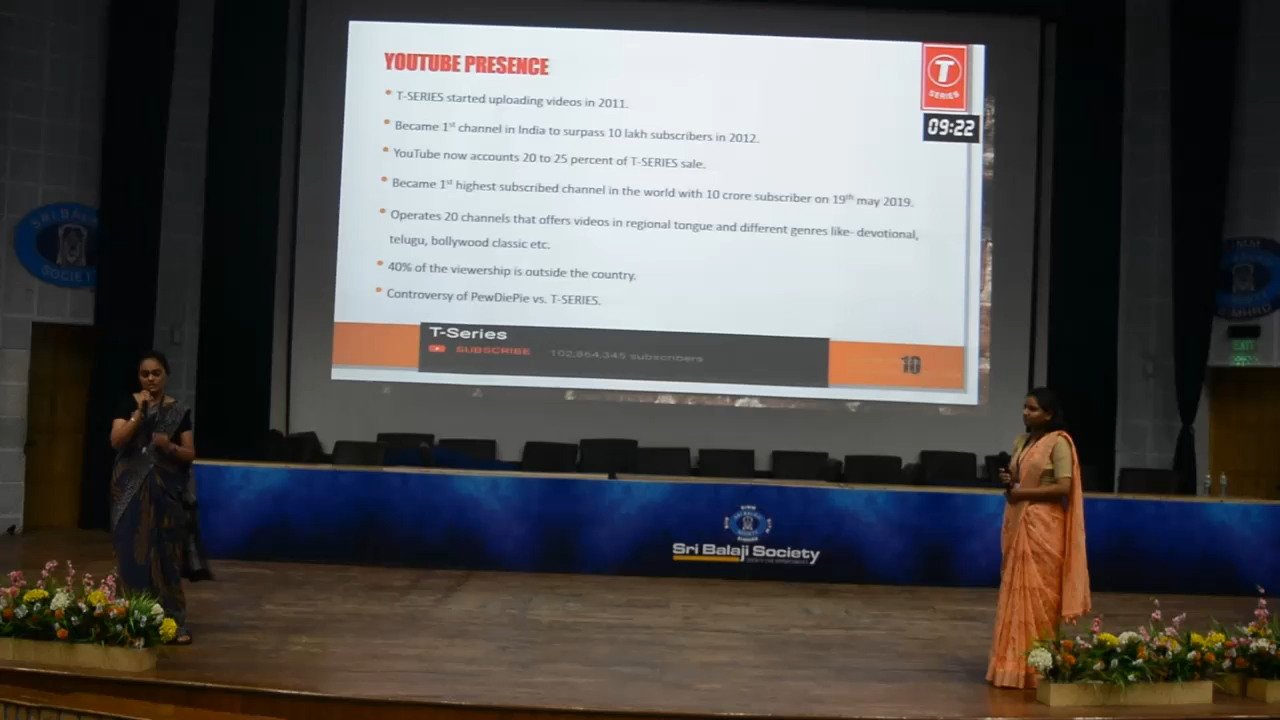 YOUTUBE PRESENCE
T
SERIES
09:22
T-SERIES started uploading videos in 2011.
Became 1st channel in India to surpass 10 lakh subscribers in 2012.
YouTube now accounts 20 to 25 percent of T-SERIES sale.
Became 1st highest subscribed channel in the world with 10 crore subscriber on 19th may 2019.
Operates 20 channels that offers videos in regional tongue and different genres like- devotional,
telugu, bollywood classic etc.
40% of the viewership is outside the country.
Controversy of PewDiePie vs. T-SERIES.
T-Series
SUBSCRIBE 102,864,345 subscribers
10
SRI BALA
SOCIETY
EXIT
Sri Balaji Society